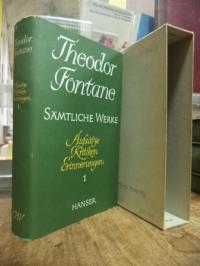 Theodor
Fontane
SÄMTLICHE WERKE
Aufsätze
Kritiken
Erinnerungen
1
HANSER